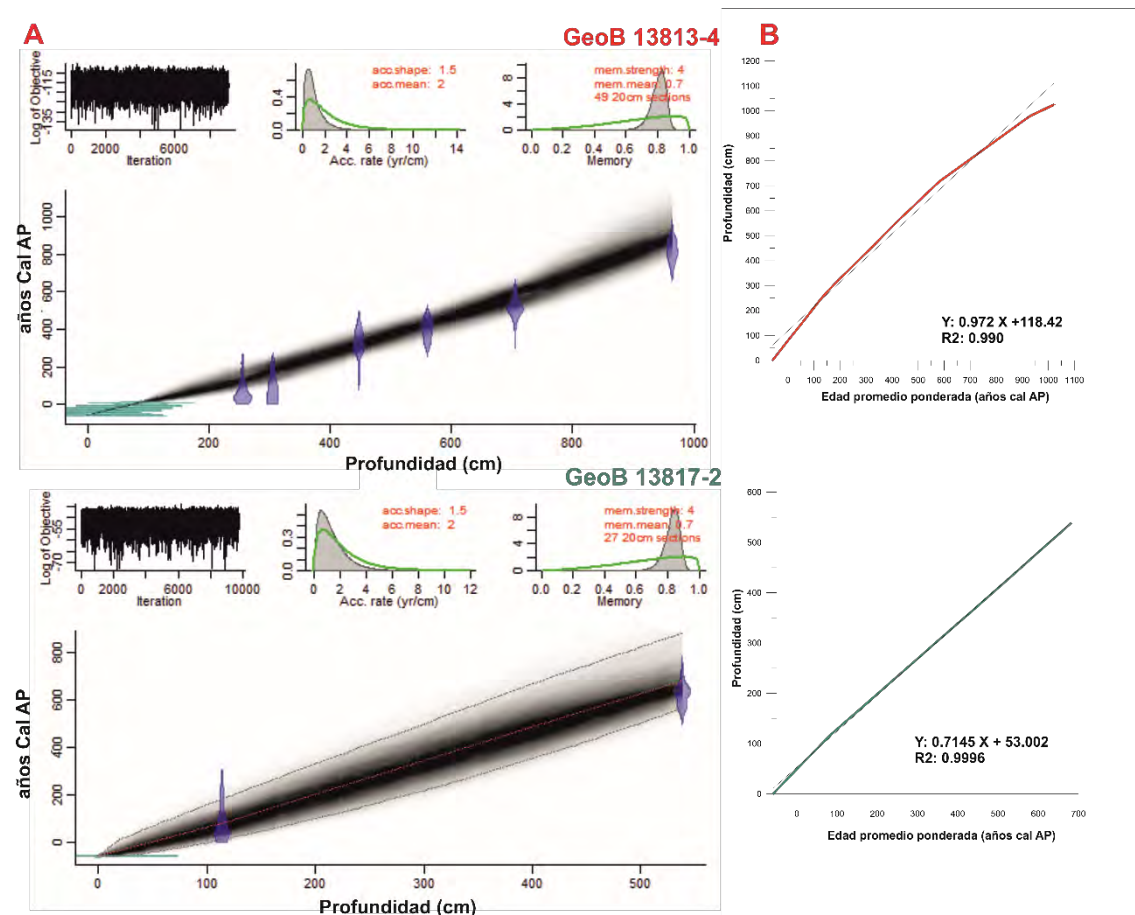 A
GeoB 13813-4
B
Log of Objective
-115
-135
0 2000 6000
Iteration
acc.shape: 1.5
acc.mean: 2
0.4
0.2
0.0
0 2 4 6 8 10 14
Acc. rate (yr/cm)
mem.strength: 4
mem.mean: 0.7
49 20cm sections
8
4
2
0
0.0 0.2 0.4 0.6 0.8 1.0
Memory
años Cal AP
1000
800
600
400
200
0
0 200 400 600 800 1000
Profundidad (cm)
Profundidad (cm)
1200
1100
1000
900
800
700
600
500
400
300
200
100
0
Y: 0.972 X +118.42
R2: 0.990
0 100 200 300 400 500 600 700 800 900 1000 1100
Edad promedio ponderada (años cal AP)
GeoB 13817-2
Log of Objective
-55
-70
0 2000 6000 10000
Iteration
acc.shape: 1.5
acc.mean: 2
0.3
0.0
0 2 4 6 8 10 12
Acc. rate (yr/cm)
mem.strength: 4
mem.mean: 0.7
27 20cm sections
8
4
2
0
0.0 0.2 0.4 0.6 0.8 1.0
Memory
años Cal AP
800
600
400
200
0
0 100 200 300 400 500
Profundidad (cm)
Profundidad (cm)
600
500
400
300
200
100
0
Y: 0.7145 X + 53.002
R2: 0.9996
0 100 200 300 400 500 600 700
Edad promedio ponderada (años cal AP)